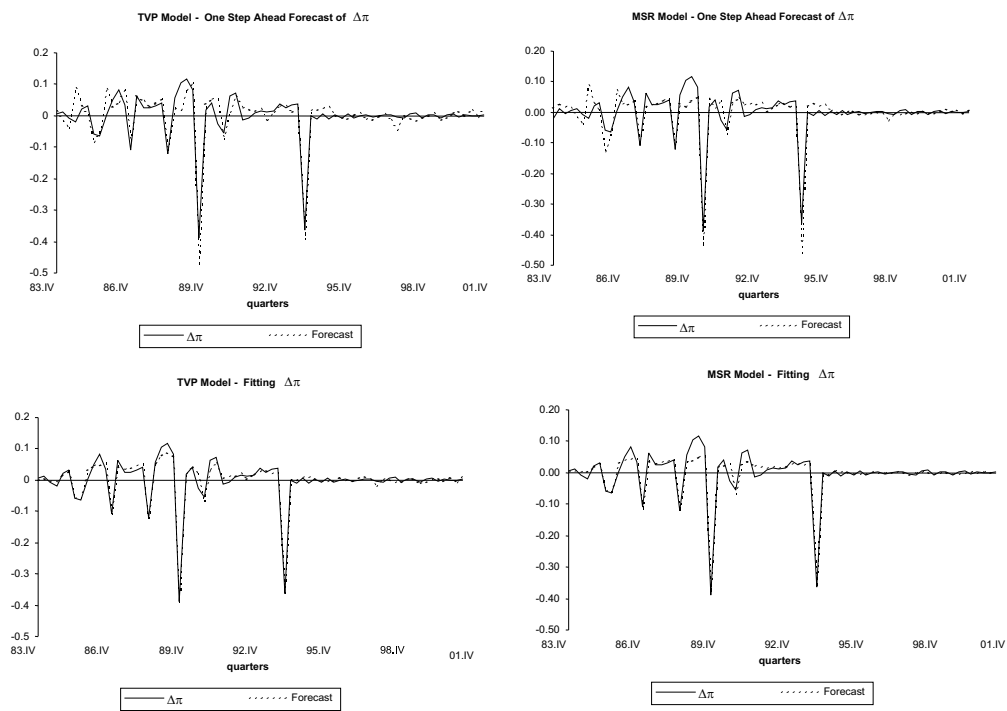 TVP Model - One Step Ahead Forecast of Δπ
0.2
0.1
0
-0.1
-0.2
-0.3
-0.4
-0.5
83.IV 86.IV 89.IV 92.IV 95.IV 98.IV 01.IV
quarters
Δπ Forecast
MSR Model - One Step Ahead Forecast of Δπ
0.20
0.10
0.00
-0.10
-0.20
-0.30
-0.40
-0.50
83.IV 86.IV 89.IV 92.IV 95.IV 98.IV 01.IV
quarters
Δπ Forecast
TVP Model - Fitting Δπ
0.2
0.1
0
-0.1
-0.2
-0.3
-0.4
-0.5
83.IV 86.IV 89.IV 92.IV 95.IV 98.IV 01.IV
quarters
Δπ Forecast
MSR Model - Fitting Δπ
0.20
0.10
0.00
-0.10
-0.20
-0.30
-0.40
-0.50
83.IV 86.IV 89.IV 92.IV 95.IV 98.IV 01.IV
quarters
Δπ Forecast